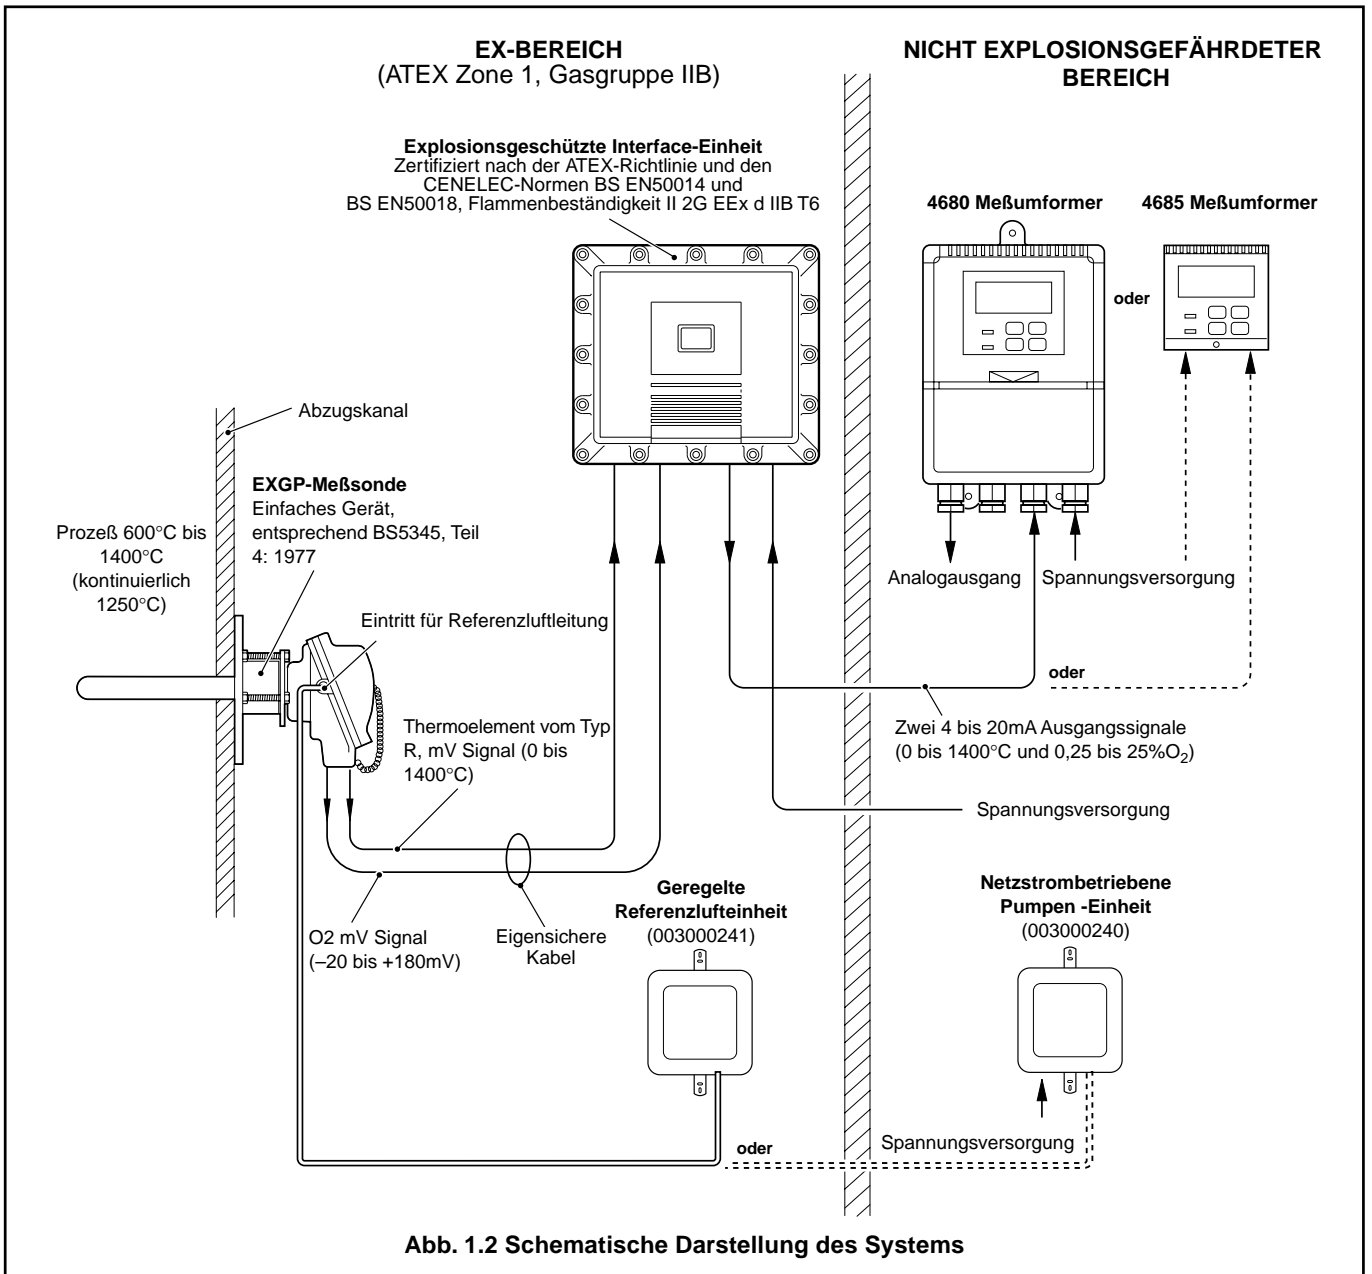 EX-BEREICH
(ATEX Zone 1, Gasgruppe IIB)
NICHT EXPLOSIONSGEFÄHRDETER
BEREICH
Explosionsgeschützte Interface-Einheit
Zertifiziert nach der ATEX-Richtlinie und den
CENELEC-Normen BS EN50014 und
BS EN50018, Flammenbeständigkeit II 2G EEx d IIB T6
4680 Meßumformer
4685 Meßumformer
oder
Abzugskanal
EXGP-Meßsonde
Einfaches Gerät,
entsprechend BS5345, Teil
4: 1977
Prozeß 600°C bis
1400°C
(kontinuierlich
1250°C)
Analogausgang
Spannungsversorgung
Eintritt für Referenzluftleitung
oder
Thermoelement vom Typ
R, mV Signal (0 bis
1400°C)
Zwei 4 bis 20mA Ausgangssignale
(0 bis 1400°C und 0,25 bis 25%O₂)
Spannungsversorgung
O2 mV Signal
(–20 bis +180mV)
Eigensichere
Kabel
Geregelte
Referenzlufteinheit
(003000241)
Netzstrombetriebene
Pumpen -Einheit
(003000240)
oder
Spannungsversorgung
Abb. 1.2 Schematische Darstellung des Systems